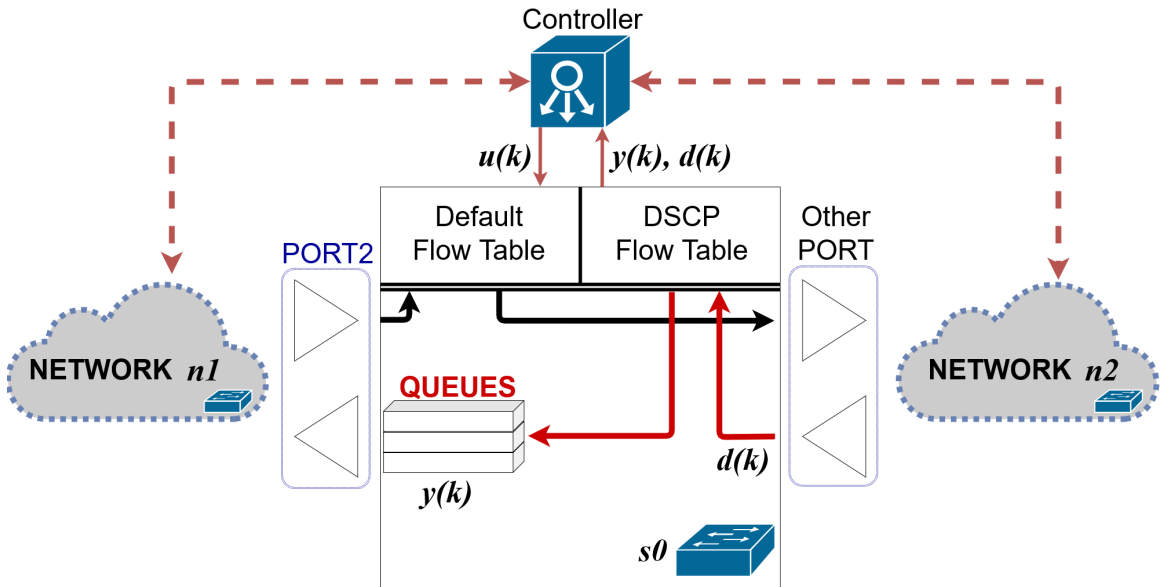 Controller
u(k)
y(k), d(k)
Default
Flow Table
DSCP
Flow Table
PORT2
Other
PORT
NETWORK n1
NETWORK n2
QUEUES
y(k)
d(k)
s0